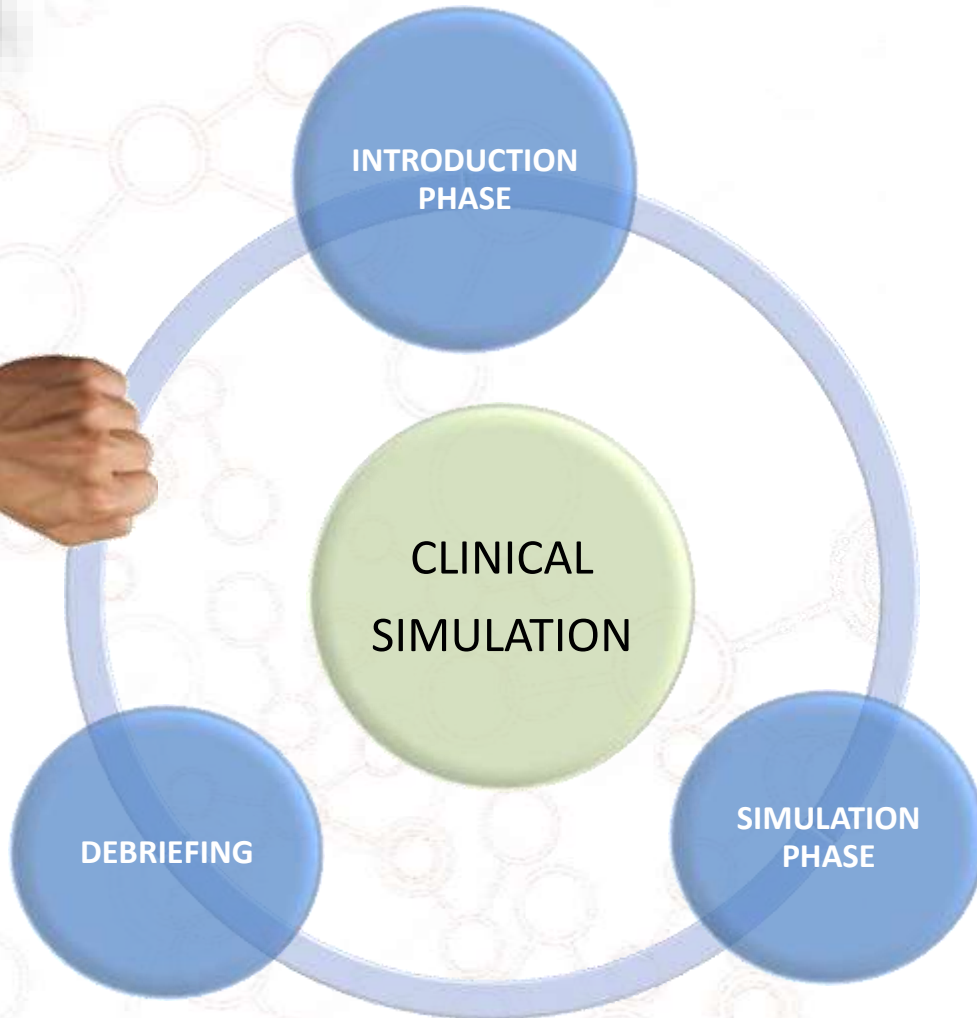 INTRODUCTION
PHASE
CLINICAL
SIMULATION
SIMULATION
PHASE
DEBRIEFING